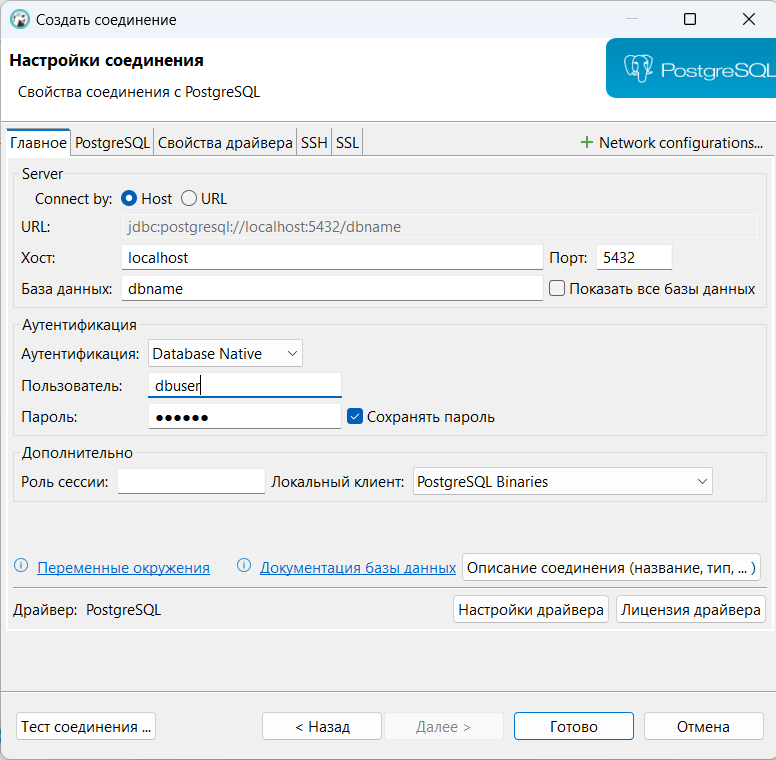 Создать соединение
Настройки соединения
Свойства соединения с PostgreSQL
PostgreSQL
Главное PostgreSQL Свойства драйвера SSH SSL + Network configurations...
Server
Connect by: Host URL
URL: jdbc:postgresql://localhost:5432/dbname
Хост: localhost Порт: 5432
База данных: dbname Показать все базы данных
Аутентификация
Аутентификация: Database Native
Пользователь: dbuser
Пароль: ●●●●●● Сохранять пароль
Дополнительно
Роль сессии: Локальный клиент: PostgreSQL Binaries
Переменные окружения Документация базы данных Описание соединения (название, тип, ... )
Драйвер: PostgreSQL Настройки драйвера Лицензия драйвера
Тест соединения ... < Назад Далее > Готово Отмена